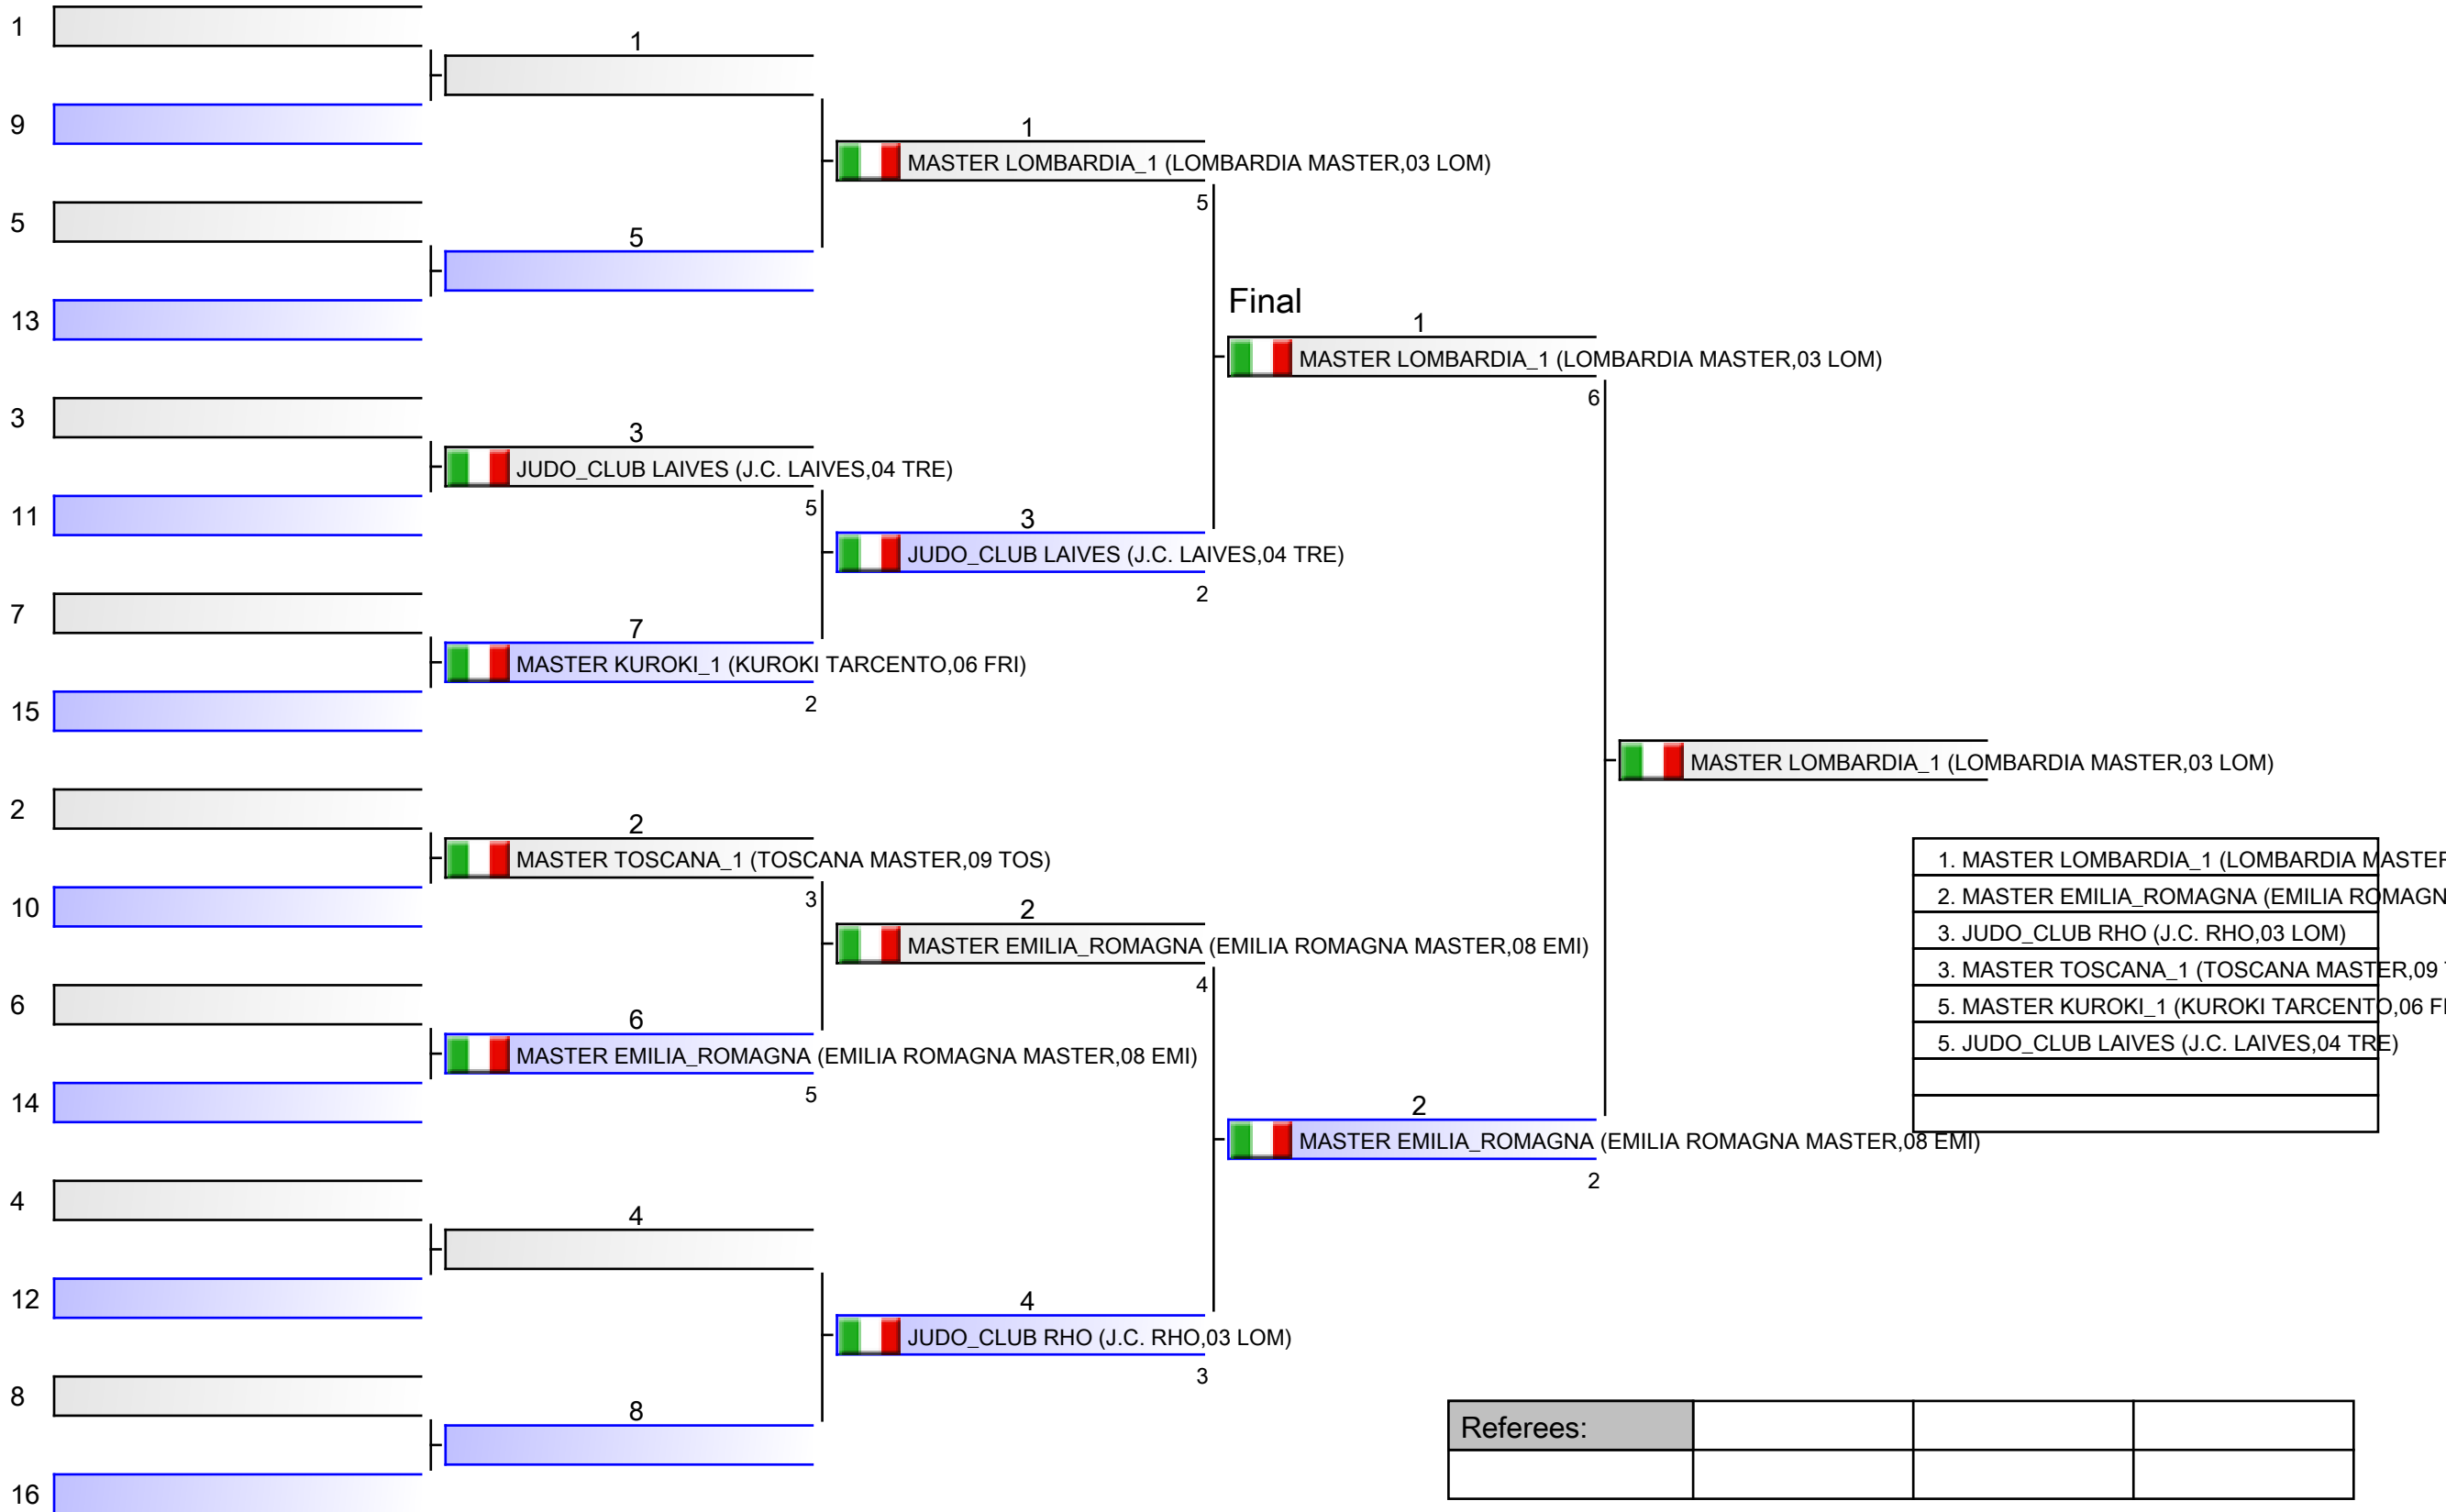 1
1
9
1
MASTER LOMBARDIA_1 (LOMBARDIA MASTER,03 LOM)
5
5
5
Final
13
1
MASTER LOMBARDIA_1 (LOMBARDIA MASTER,03 LOM)
6
3
3
JUDO_CLUB LAIVES (J.C. LAIVES,04 TRE)
5
11
3
JUDO_CLUB LAIVES (J.C. LAIVES,04 TRE)
2
7
7
MASTER KUROKI_1 (KUROKI TARCENTO,06 FRI)
2
15
MASTER LOMBARDIA_1 (LOMBARDIA MASTER,03 LOM)
2
2
MASTER TOSCANA_1 (TOSCANA MASTER,09 TOS)
3
10
2
MASTER EMILIA_ROMAGNA (EMILIA ROMAGNA MASTER,08 EMI)
4
6
6
MASTER EMILIA_ROMAGNA (EMILIA ROMAGNA MASTER,08 EMI)
5
14
1. MASTER LOMBARDIA_1 (LOMBARDIA MASTER
2. MASTER EMILIA_ROMAGNA (EMILIA ROMAGN
3. JUDO_CLUB RHO (J.C. RHO,03 LOM)
3. MASTER TOSCANA_1 (TOSCANA MASTER,09
5. MASTER KUROKI_1 (KUROKI TARCENTO,06 F
5. JUDO_CLUB LAIVES (J.C. LAIVES,04 TRE)
2
MASTER EMILIA_ROMAGNA (EMILIA ROMAGNA MASTER,08 EMI)
2
4
4
12
4
JUDO_CLUB RHO (J.C. RHO,03 LOM)
3
8
8
16
Referees: